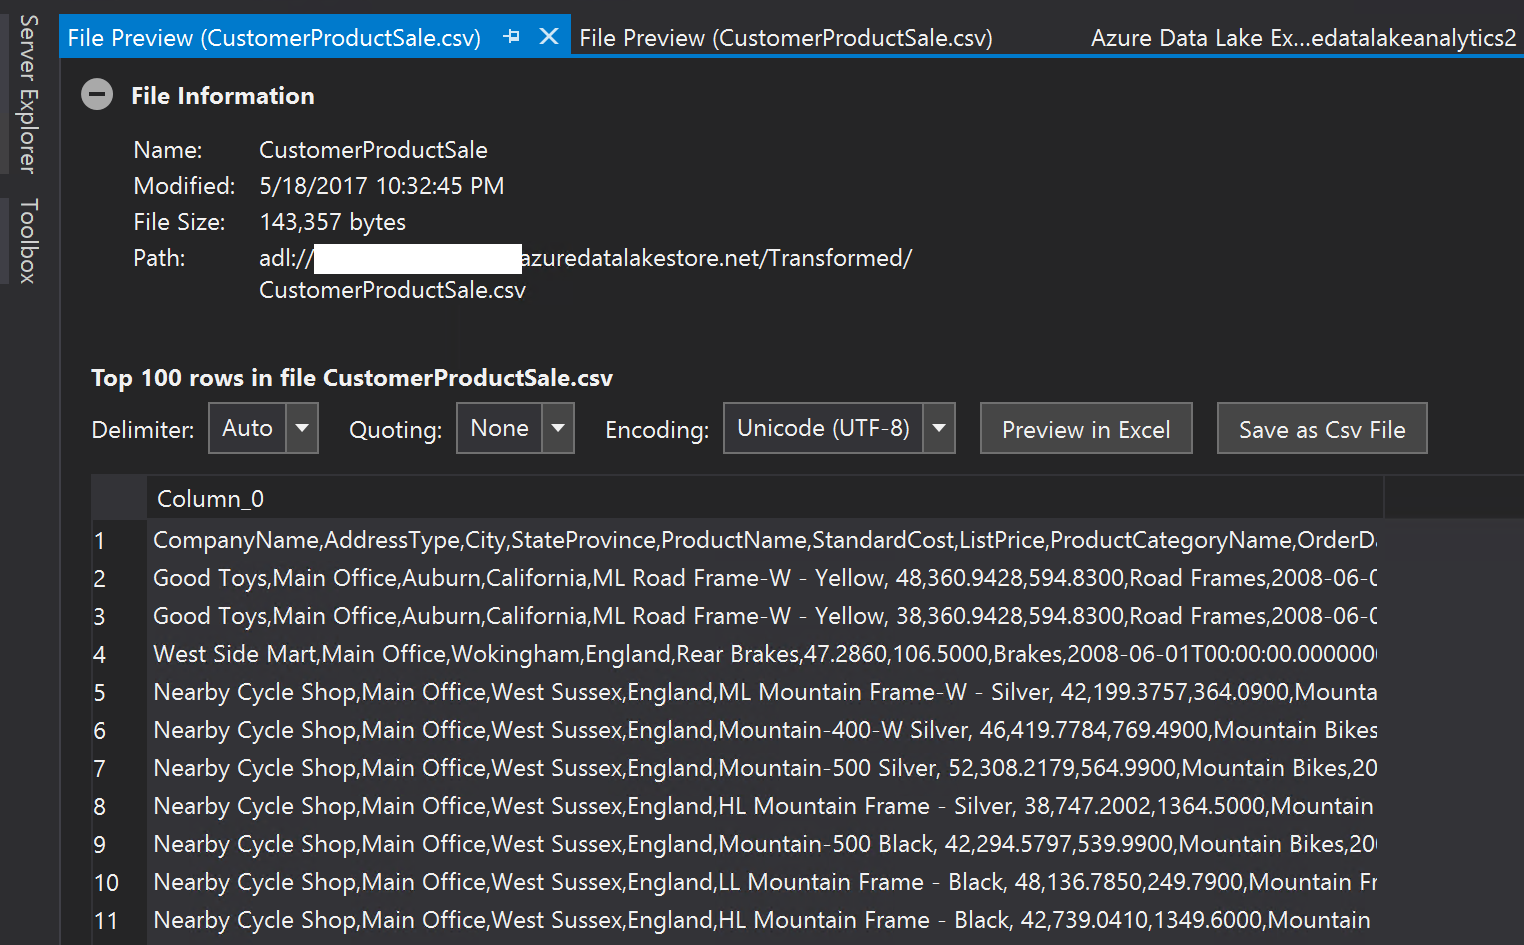 Server Explorer
Toolbox
File Preview (CustomerProductSale.csv)
File Preview (CustomerProductSale.csv)
Azure Data Lake Ex...edatalakeanalytics2
File Information
Name: CustomerProductSale
Modified: 5/18/2017 10:32:45 PM
File Size: 143,357 bytes
Path: adl:// azuredatalakestore.net/Transformed/
CustomerProductSale.csv
Top 100 rows in file CustomerProductSale.csv
Delimiter: Auto Quoting: None Encoding: Unicode (UTF-8) Preview in Excel Save as Csv File
Column_0
1 CompanyName,AddressType,City,StateProvince,ProductName,StandardCost,ListPrice,ProductCategoryName,OrderDa
2 Good Toys,Main Office,Auburn,California,ML Road Frame-W - Yellow, 48,360.9428,594.8300,Road Frames,2008-06-0
3 Good Toys,Main Office,Auburn,California,ML Road Frame-W - Yellow, 38,360.9428,594.8300,Road Frames,2008-06-0
4 West Side Mart,Main Office,Wokingham,England,Rear Brakes,47.2860,106.5000,Brakes,2008-06-01T00:00:00.0000000
5 Nearby Cycle Shop,Main Office,West Sussex,England,ML Mountain Frame-W - Silver, 42,199.3757,364.0900,Mounta
6 Nearby Cycle Shop,Main Office,West Sussex,England,Mountain-400-W Silver, 46,419.7784,769.4900,Mountain Bikes
7 Nearby Cycle Shop,Main Office,West Sussex,England,Mountain-500 Silver, 52,308.2179,564.9900,Mountain Bikes,20
8 Nearby Cycle Shop,Main Office,West Sussex,England,HL Mountain Frame - Silver, 38,747.2002,1364.5000,Mountain
9 Nearby Cycle Shop,Main Office,West Sussex,England,Mountain-500 Black, 42,294.5797,539.9900,Mountain Bikes,200
10 Nearby Cycle Shop,Main Office,West Sussex,England,LL Mountain Frame - Black, 48,136.7850,249.7900,Mountain Fr
11 Nearby Cycle Shop,Main Office,West Sussex,England,HL Mountain Frame - Black, 42,739.0410,1349.6000,Mountain